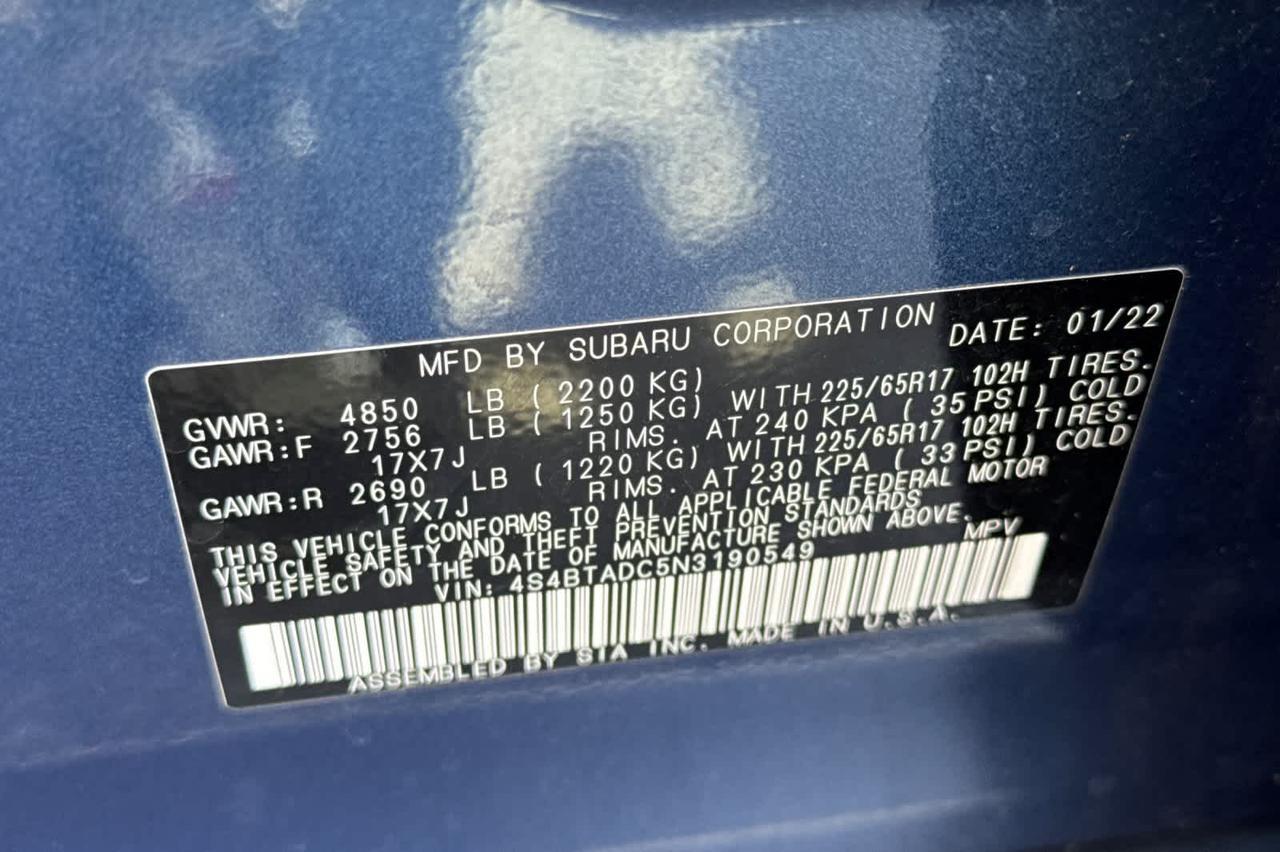 MFD BY SUBARU CORPORATION DATE: 01/22
GVWR: 4850 LB ( 2200 KG)
GAWR:F 2756 LB ( 1250 KG) WITH 225/65R17 102H TIRES.
17X7J RIMS. AT 240 KPA ( 35 PSI) COLD
GAWR:R 2690 LB ( 1220 KG) WITH 225/65R17 102H TIRES.
17X7J RIMS. AT 230 KPA ( 33 PSI) COLD
THIS VEHICLE CONFORMS TO ALL APPLICABLE FEDERAL MOTOR
VEHICLE SAFETY AND THEFT PREVENTION STANDARDS
IN EFFECT ON THE DATE OF MANUFACTURE SHOWN ABOVE.
VIN: 4S4BTADC5N3190549 MPV
ASSEMBLED BY SIA INC. MADE IN U.S.A.